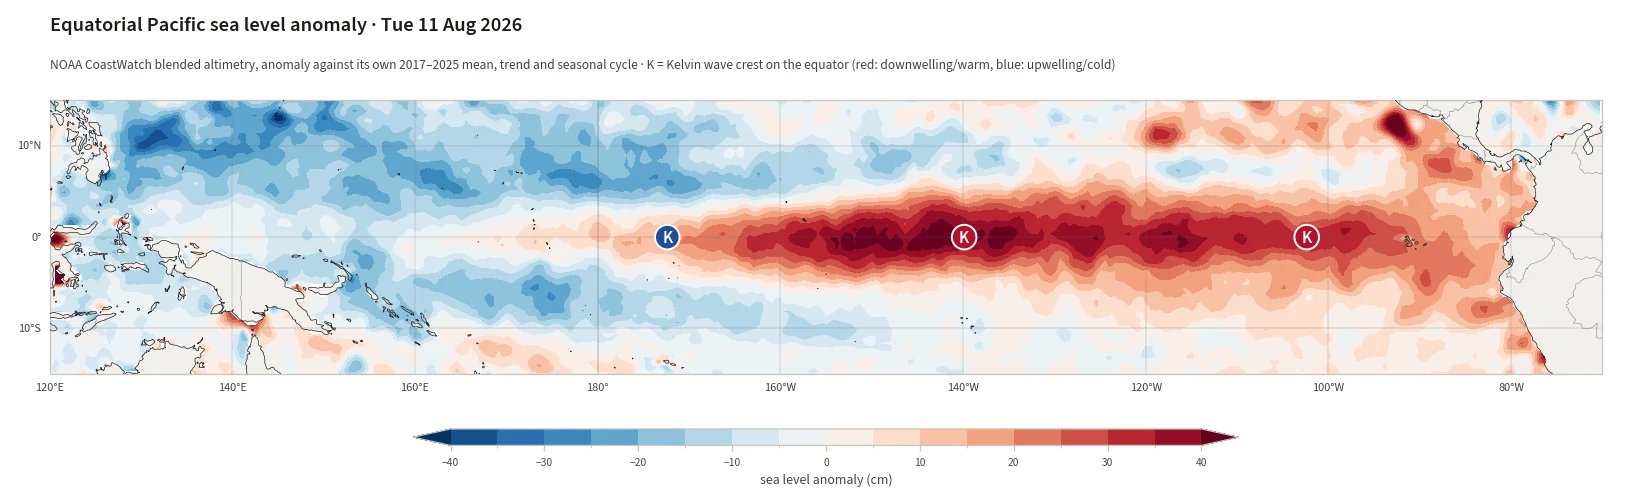 Equatorial Pacific sea level anomaly · Tue 11 Aug 2026
NOAA CoastWatch blended altimetry, anomaly against its own 2017–2025 mean, trend and seasonal cycle · K = Kelvin wave crest on the equator (red: downwelling/warm, blue: upwelling/cold)
10°N
0°
K K K
10°S
120°E 140°E 160°E 180° 160°W 140°W 120°W 100°W 80°W
−40 −30 −20 −10 0 10 20 30 40
sea level anomaly (cm)